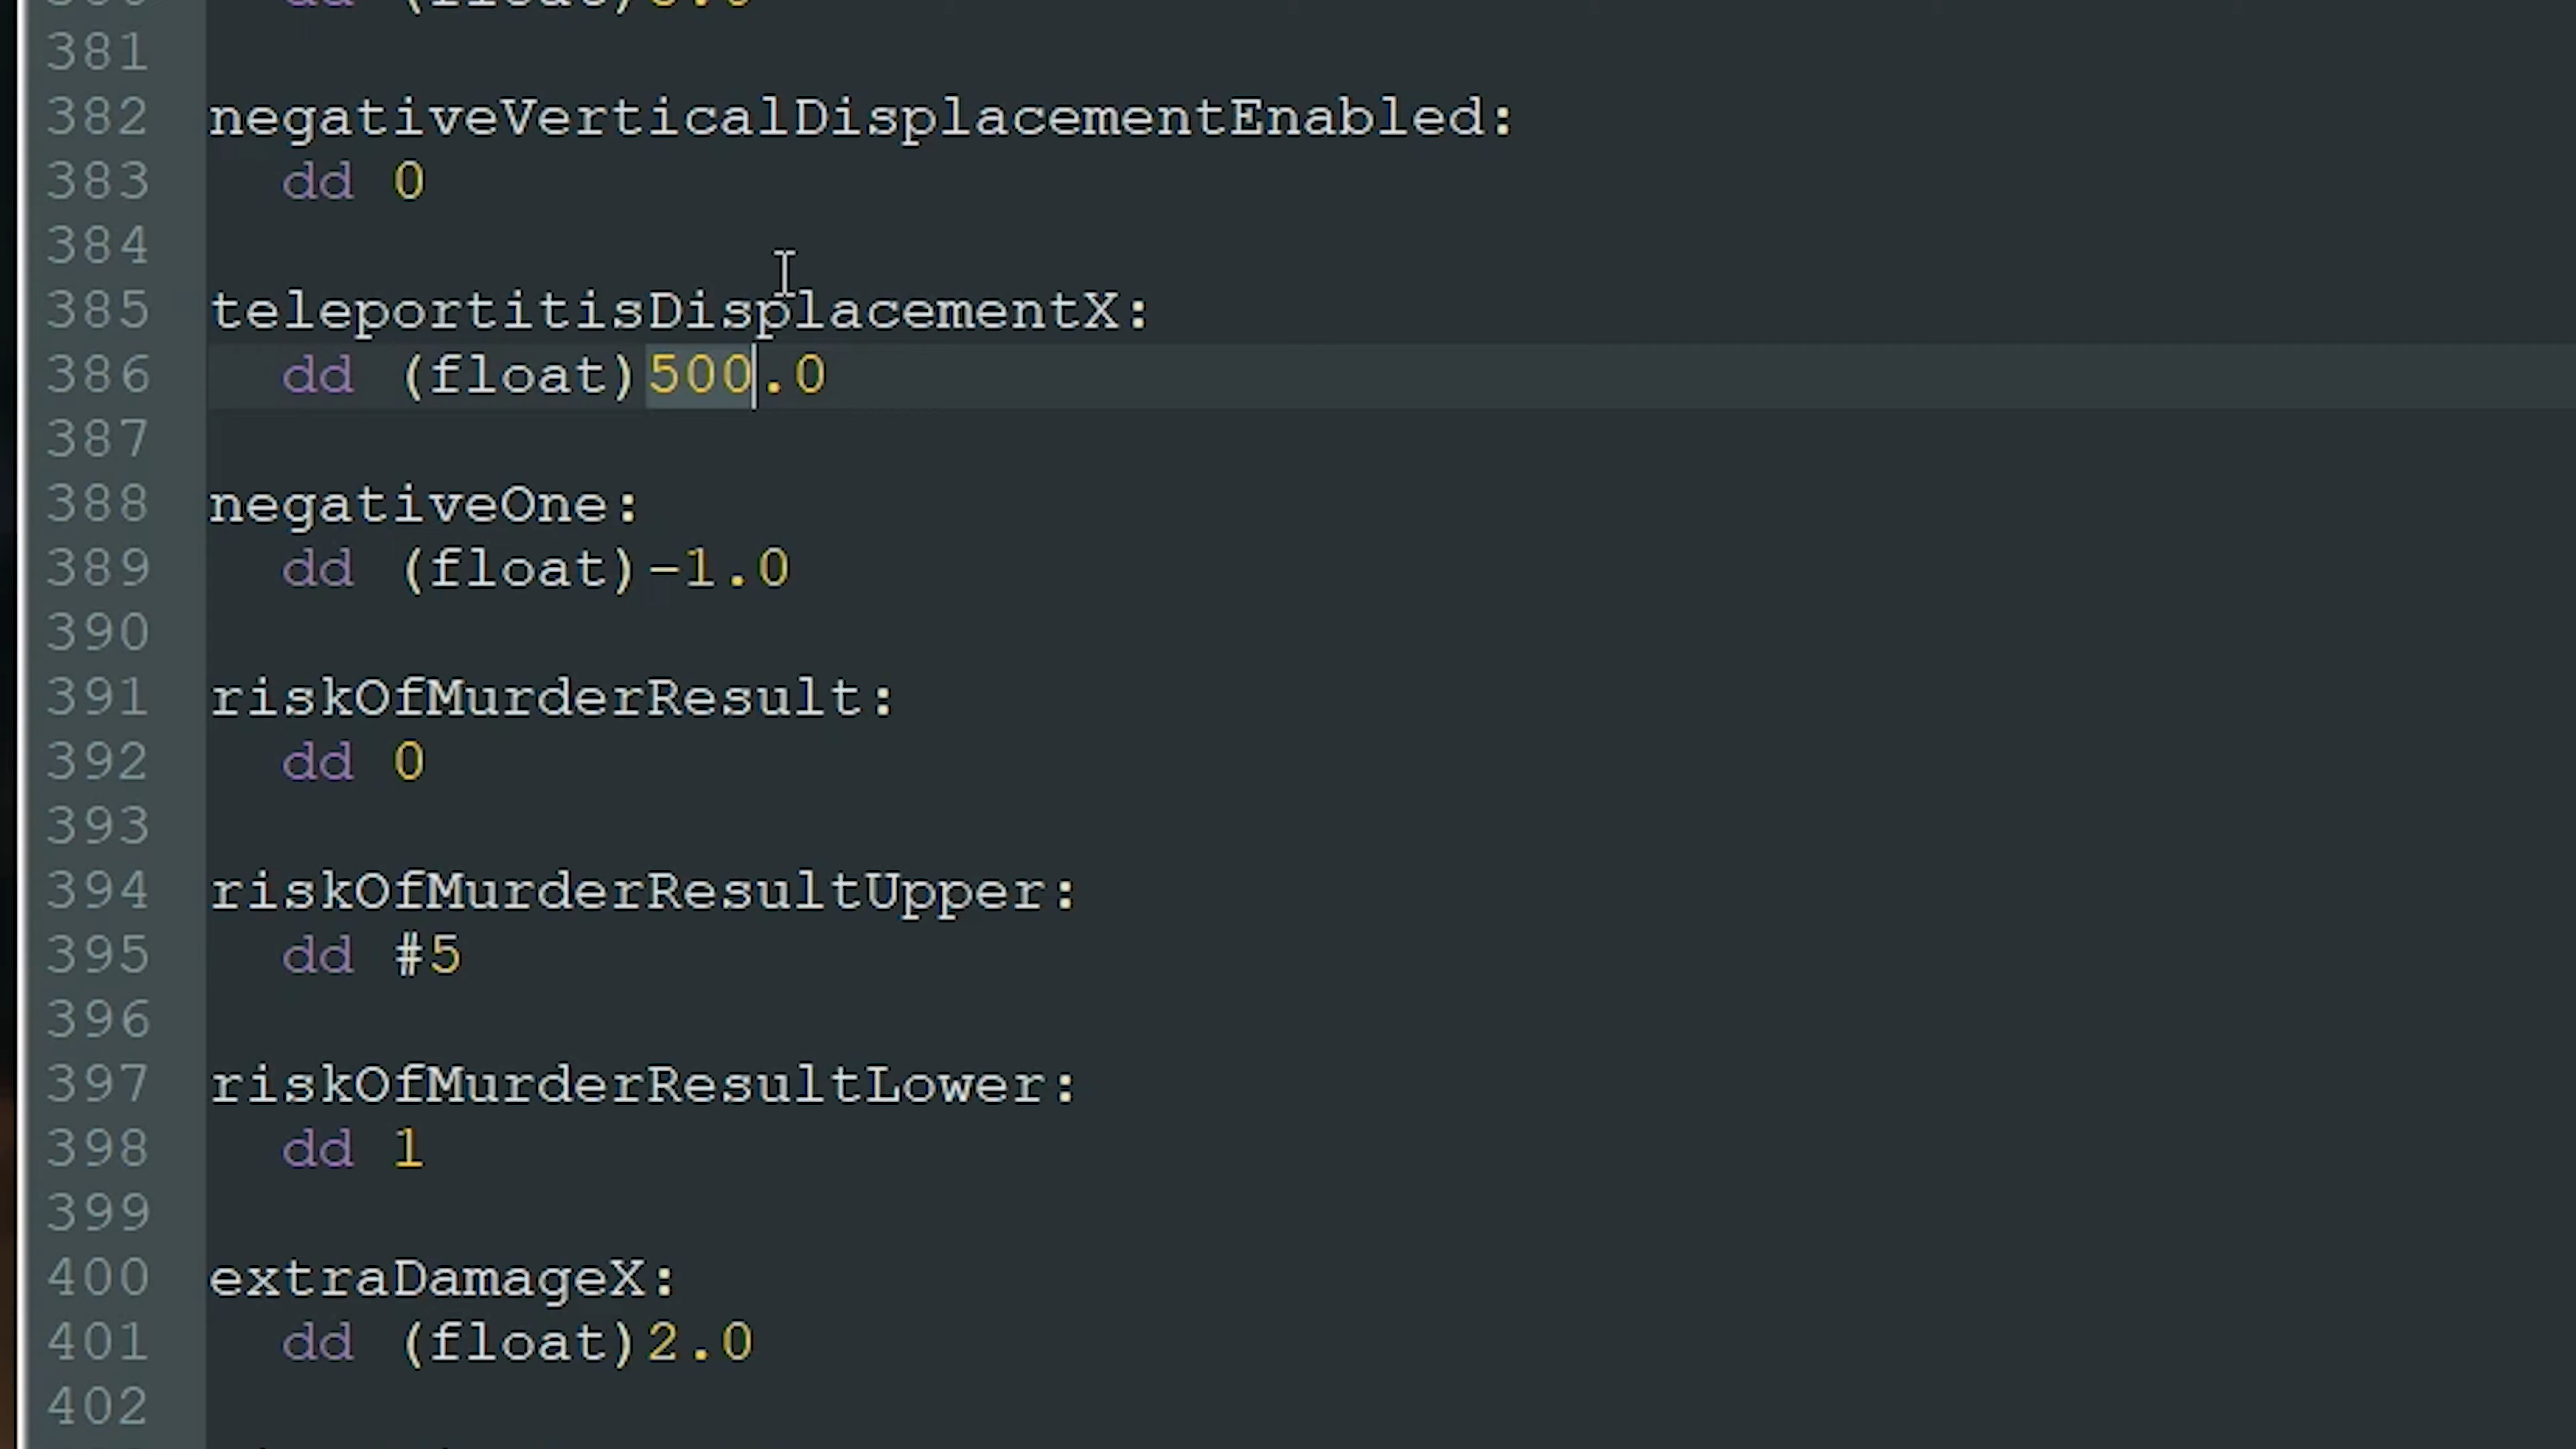 381
382 negativeVerticalDisplacementEnabled:
383 dd 0
384
385 teleportitisDisplacementX:
386 dd (float)500.0
387
388 negativeOne:
389 dd (float)-1.0
390
391 riskOfMurderResult:
392 dd 0
393
394 riskOfMurderResultUpper:
395 dd #5
396
397 riskOfMurderResultLower:
398 dd 1
399
400 extraDamageX:
401 dd (float)2.0
402